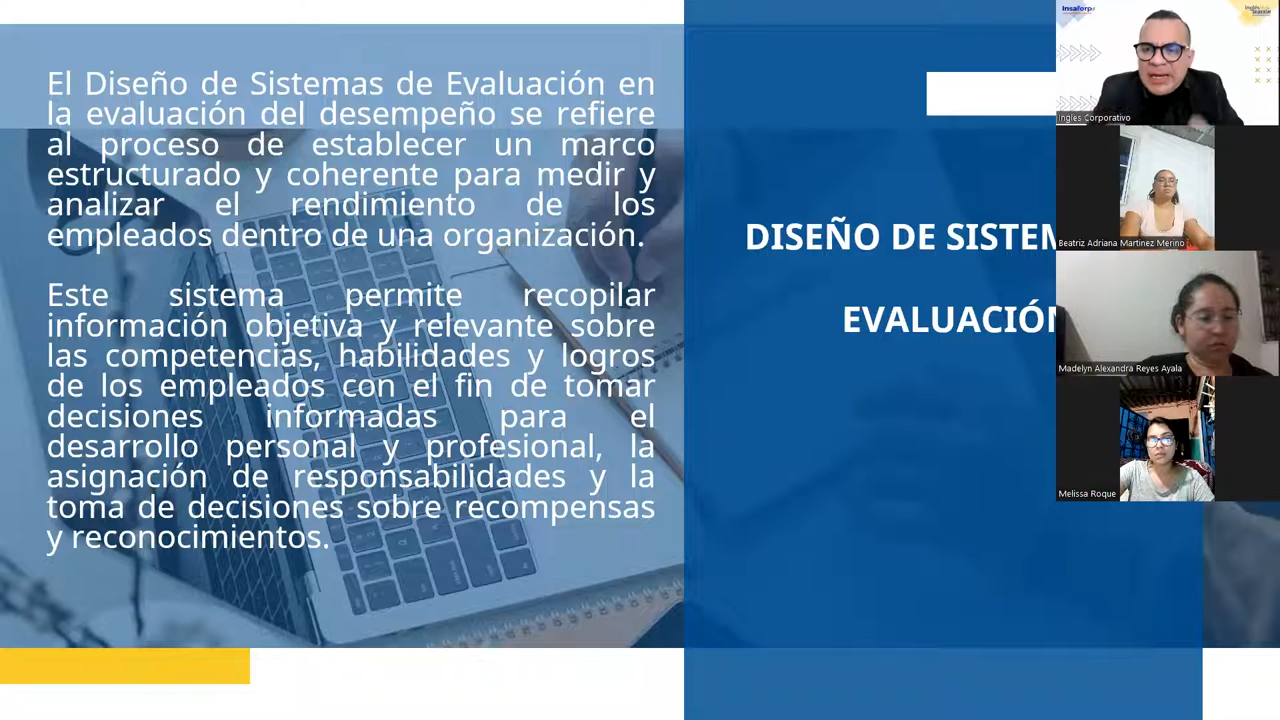 El Diseño de Sistemas de Evaluación en
la evaluación del desempeño se refiere
al proceso de establecer un marco
estructurado y coherente para medir y
analizar el rendimiento de los
empleados dentro de una organización.
Este sistema permite recopilar
información objetiva y relevante sobre
las competencias, habilidades y logros
de los empleados con el fin de tomar
decisiones informadas para el
desarrollo personal y profesional, la
asignación de responsabilidades y la
toma de decisiones sobre recompensas
y reconocimientos.
DISEÑO DE SISTEM
EVALUACIÓN
Insaforp
Ingles Corporativo
Beatriz Adriana Martinez Merino
Madelyn Alexandra Reyes Ayala
Melissa Roque